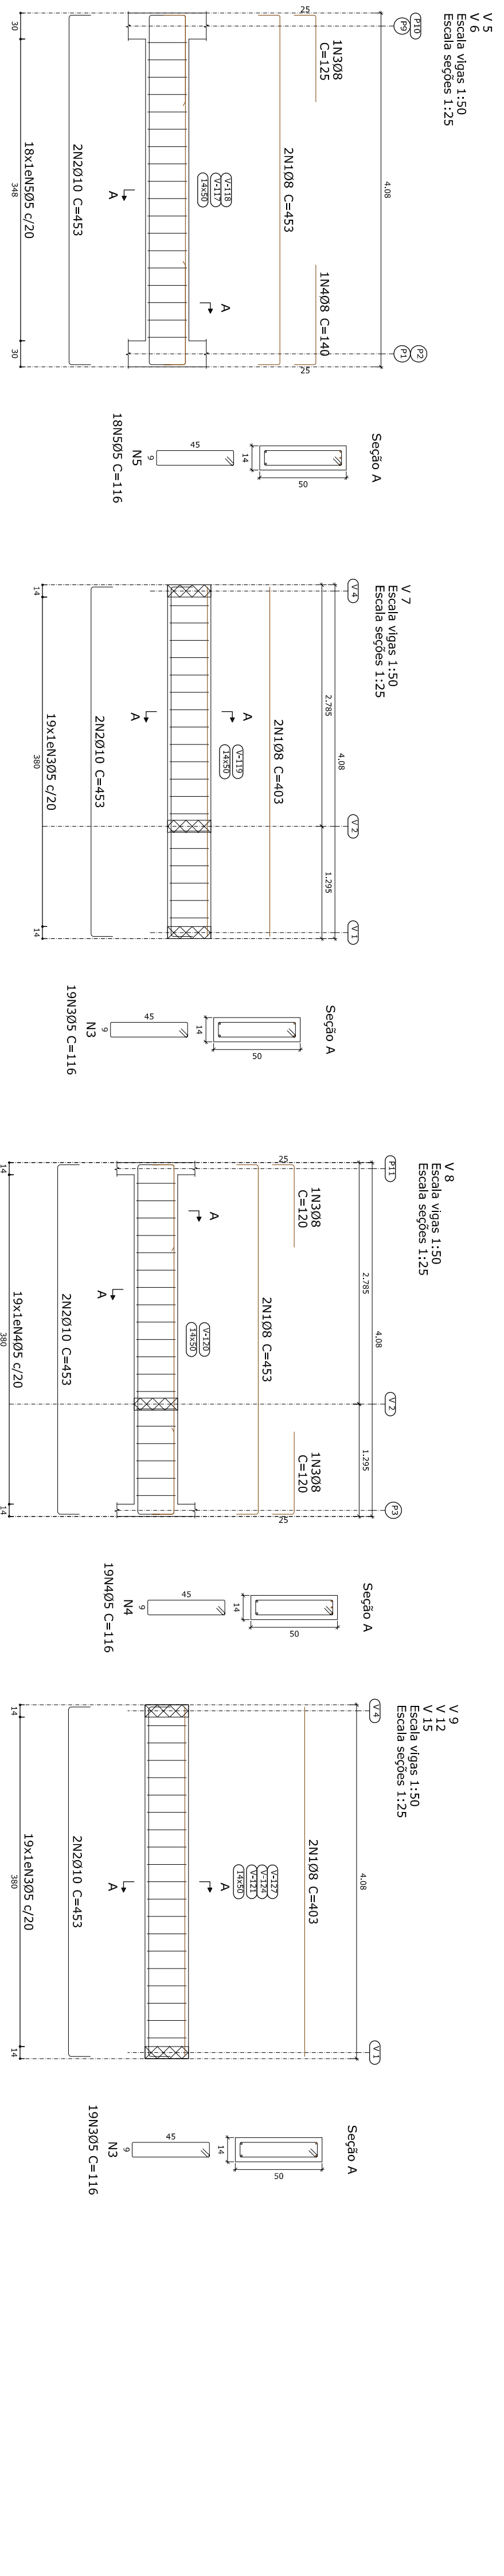 V 5
V 6
Escala vigas 1:50
Escala seções 1:25
P10
P9
P2
P1
4.08
25
25
1N3Ø8
C=125
1N4Ø8 C=140
2N1Ø8 C=453
V-118
V-117
14x50
A
A
2N2Ø10 C=453
18x1eN5Ø5 c/20
30
348
30
Seção A
50
14
45
9
N5
18N5Ø5 C=116
V 7
Escala vigas 1:50
Escala seções 1:25
V 4
V 2
V 1
4.08
2.785
1.295
2N1Ø8 C=403
V-119
14x50
A
A
2N2Ø10 C=453
19x1eN3Ø5 c/20
14
380
14
Seção A
50
14
45
9
N3
19N3Ø5 C=116
V 8
Escala vigas 1:50
Escala seções 1:25
P11
V 2
P3
4.08
2.785
1.295
25
25
1N3Ø8
C=120
1N3Ø8
C=120
2N1Ø8 C=453
V-120
14x50
A
A
2N2Ø10 C=453
19x1eN4Ø5 c/20
14
380
14
Seção A
50
14
45
9
N4
19N4Ø5 C=116
V 9
V 12
V 15
Escala vigas 1:50
Escala seções 1:25
V 4
V 1
4.08
2N1Ø8 C=403
V-127
V-124
V-121
14x50
A
A
2N2Ø10 C=453
19x1eN3Ø5 c/20
14
380
14
Seção A
50
14
45
9
N3
19N3Ø5 C=116